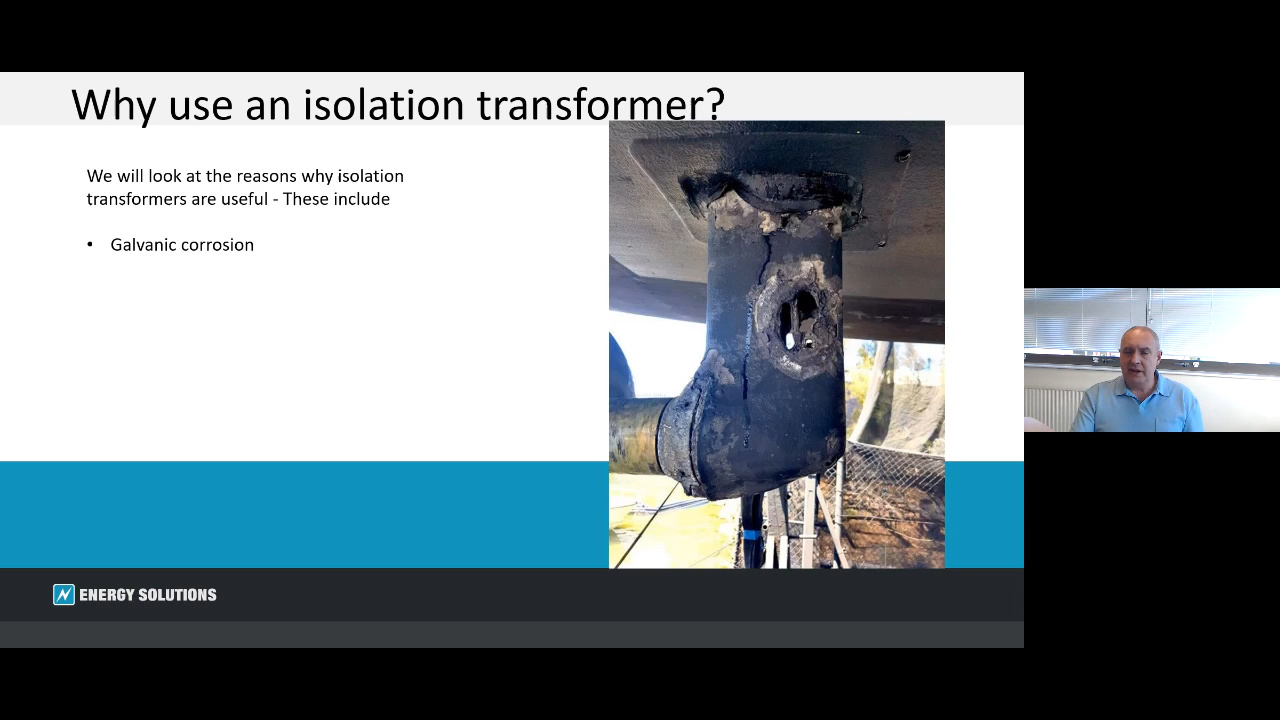 Why use an isolation transformer?
We will look at the reasons why isolation
transformers are useful - These include
• Galvanic corrosion
ENERGY SOLUTIONS